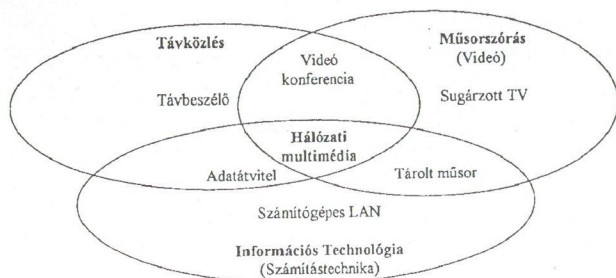 Távközlés
Műsorszórás
(Videó)
Videó
konferencia
Távbeszélő
Sugárzott TV
Hálózati
multimédia
Adatátvitel
Tárolt műsor
Számítógépes LAN
Információs Technológia
(Számítástechnika)